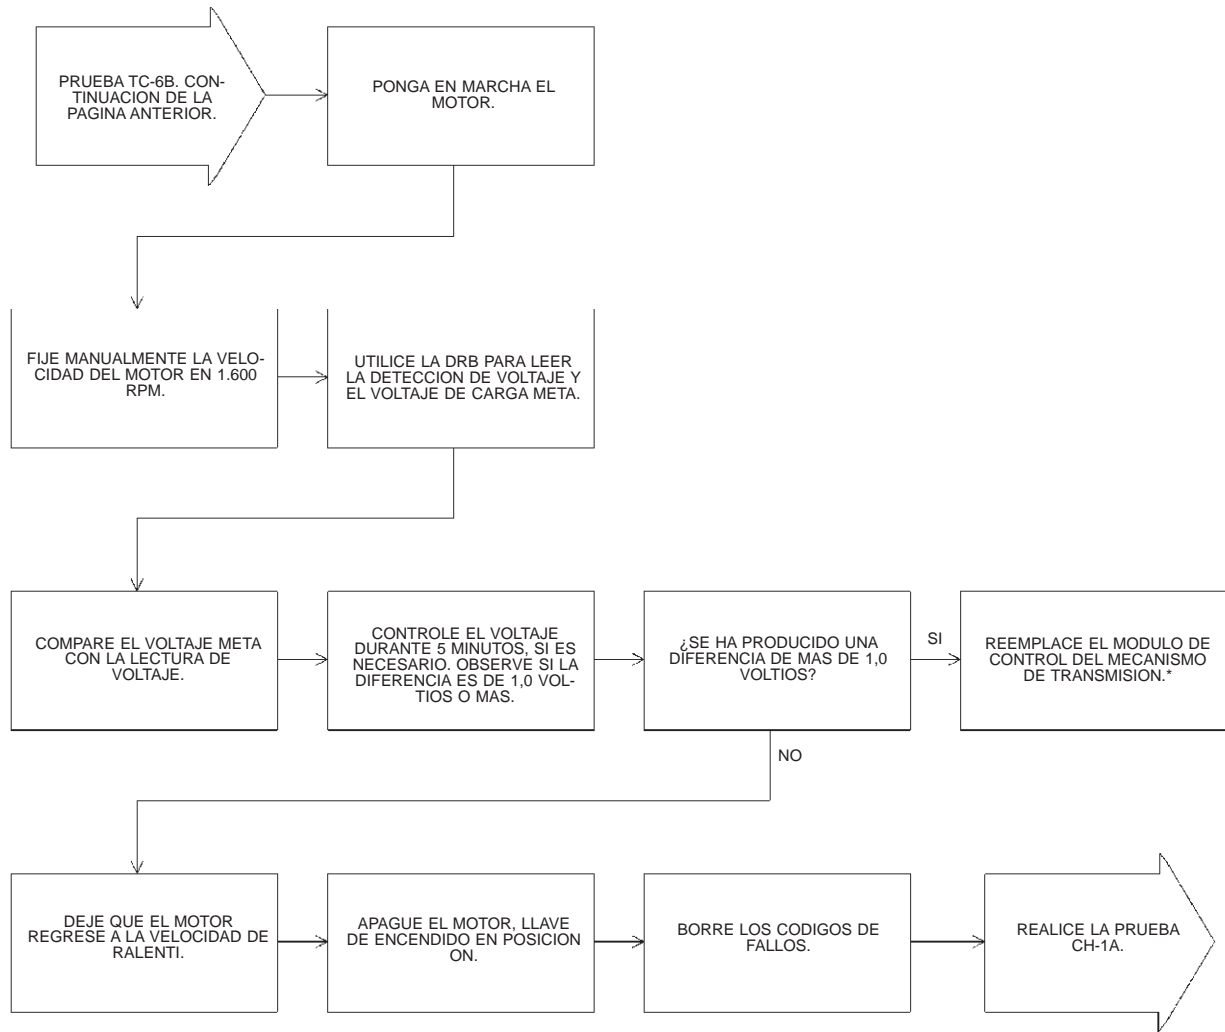 PRUEBA TC-6B. CON-
TINUACION DE LA
PAGINA ANTERIOR.
PONGA EN MARCHA EL
MOTOR.
FIJE MANUALMENTE LA VELO-
CIDAD DEL MOTOR EN 1.600
RPM.
UTILICE LA DRB PARA LEER
LA DETECCION DE VOLTAJE Y
EL VOLTAJE DE CARGA META.
COMPARE EL VOLTAJE META
CON LA LECTURA DE
VOLTAJE.
CONTROLE EL VOLTAJE
DURANTE 5 MINUTOS, SI ES
NECESARIO. OBSERVE SI LA
DIFERENCIA ES DE 1,0 VOL-
TIOS O MAS.
¿SE HA PRODUCIDO UNA
DIFERENCIA DE MAS DE 1,0
VOLTIOS?
SI
REEMPLACE EL MODULO DE
CONTROL DEL MECANISMO
DE TRANSMISION.*
NO
DEJE QUE EL MOTOR
REGRESE A LA VELOCIDAD DE
RALENTI.
APAGUE EL MOTOR, LLAVE
DE ENCENDIDO EN POSICION
ON.
BORRE LOS CODIGOS DE
FALLOS.
REALICE LA PRUEBA
CH-1A.